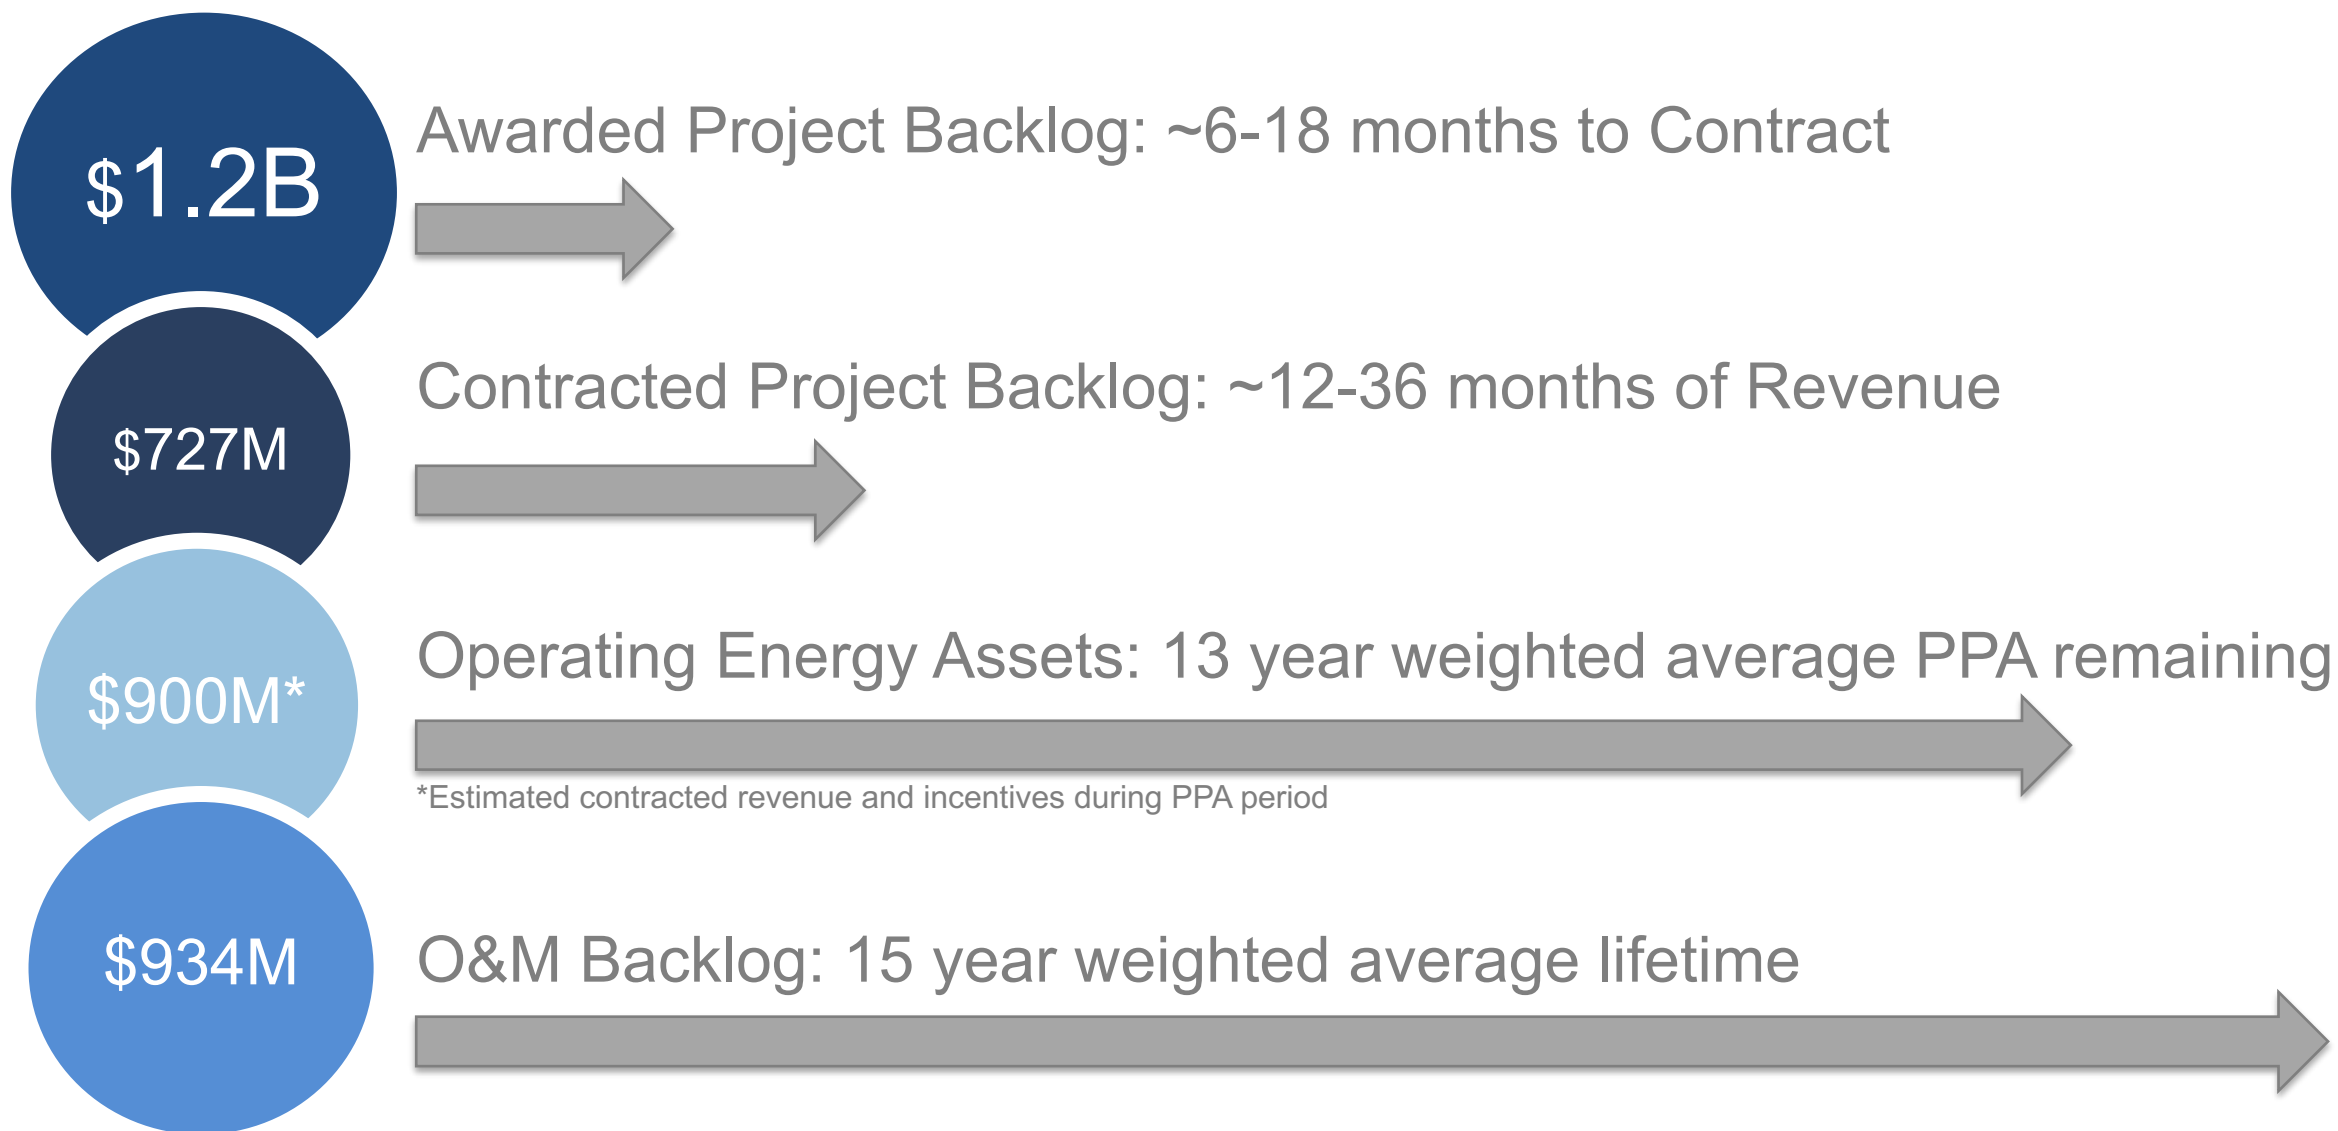 $1.2B
Awarded Project Backlog: ~6-18 months to Contract
$727M
Contracted Project Backlog: ~12-36 months of Revenue
$900M*
Operating Energy Assets: 13 year weighted average PPA remaining
*Estimated contracted revenue and incentives during PPA period
$934M
O&M Backlog: 15 year weighted average lifetime